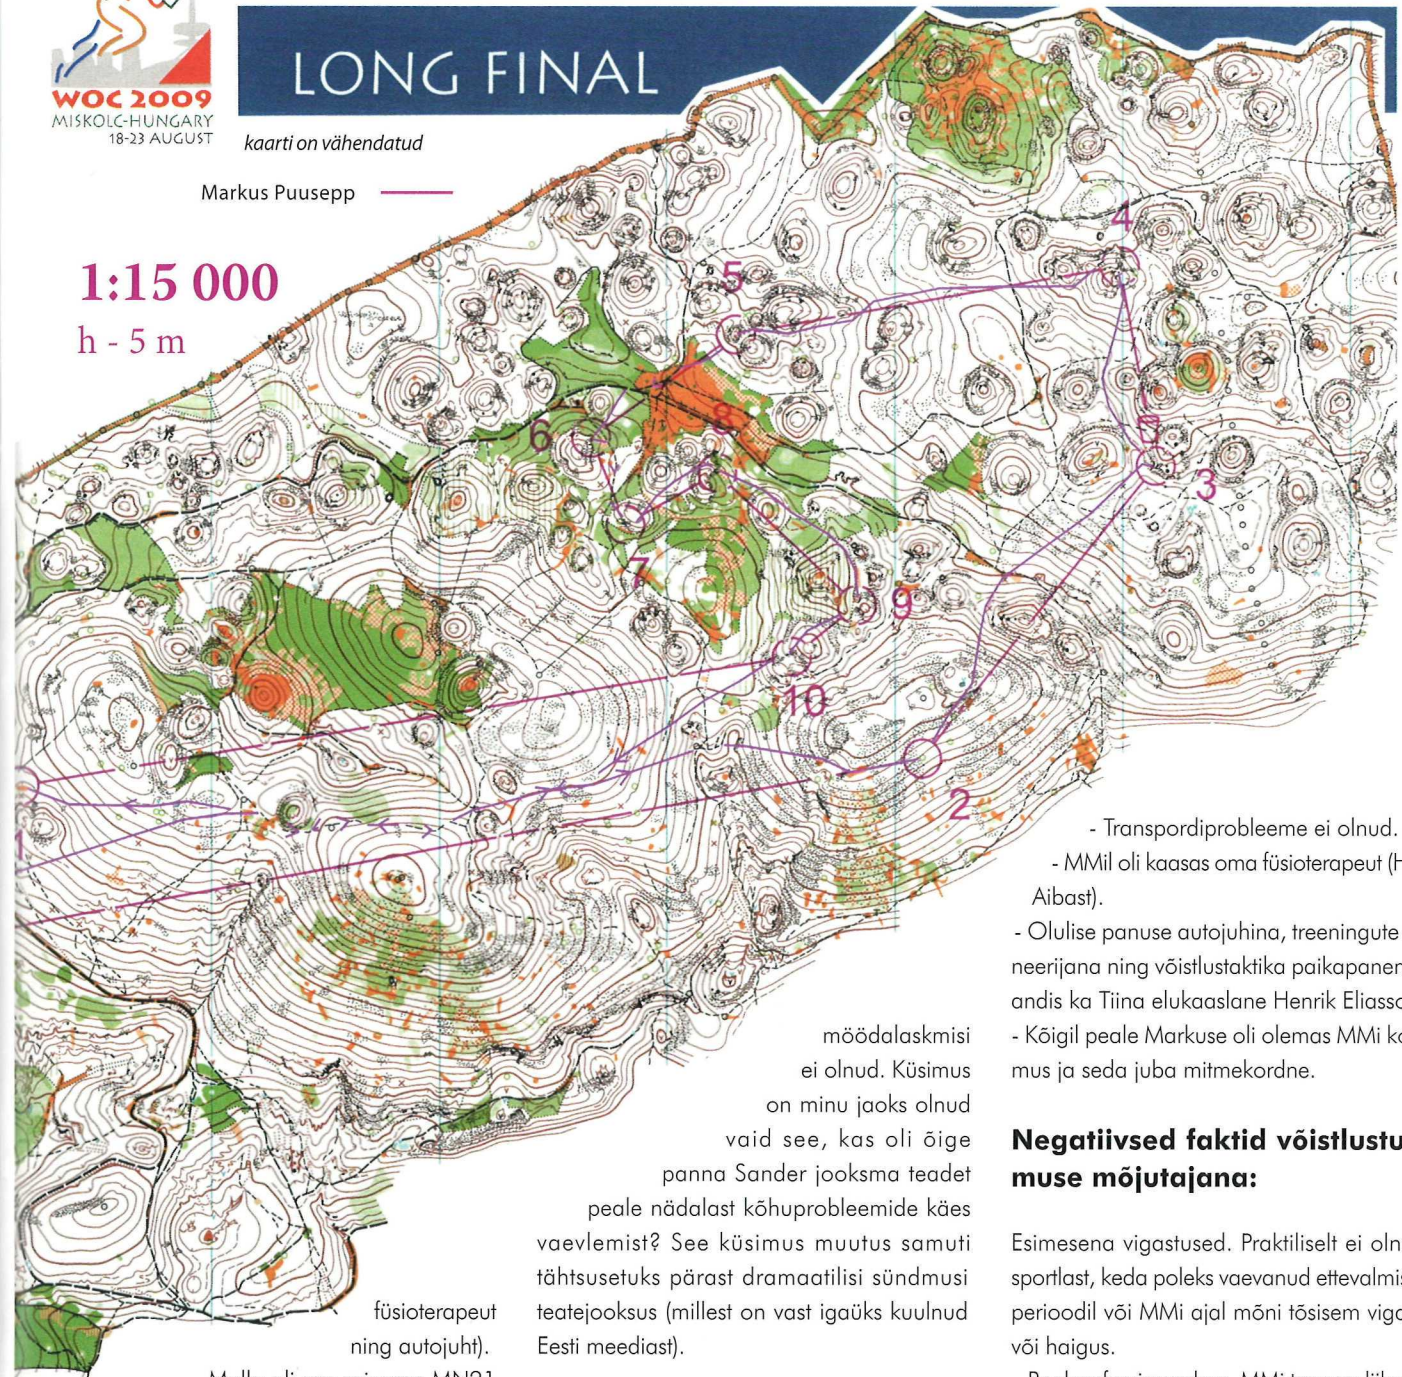 LONG FINAL
WOC 2009
MISKOLC-HUNGARY
18-23 AUGUST
kaarti on vähendatud
Markus Puusepp
1:15 000
h - 5 m
4
5
6
8
3
7
9
10
2
1
füsioterapeut
ning autojuht).
möödalaskmisi
ei olnud. Küsimus
on minu jaoks olnud
vaid see, kas oli õige
panna Sander jooksma teadet
peale nädalast kõhuprobleemide käes
vaevlemist? See küsimus muutus samuti
tähtsusetuks pärast dramaatilisi sündmusi
teatejooksus (millest on vast igaüks kuulnud
Eesti meediast).
- Transpordiprobleeme ei olnud.
- MMil oli kaasas oma füsioterapeut (H
Aibast).
- Olulise panuse autojuhina, treeningute
neerijana ning võistlustaktika paikapanen
andis ka Tiina elukaaslane Henrik Eliasso
- Kõigil peale Markuse oli olemas MMi ko
mus ja seda juba mitmekordne.
Negatiivsed faktid võistlustu
muse mõjutajana:
Esimesena vigastused. Praktiliselt ei oln
sportlast, keda poleks vaevanud ettevalmis
perioodil või MMi ajal mõni tõsisem viga
või haigus.